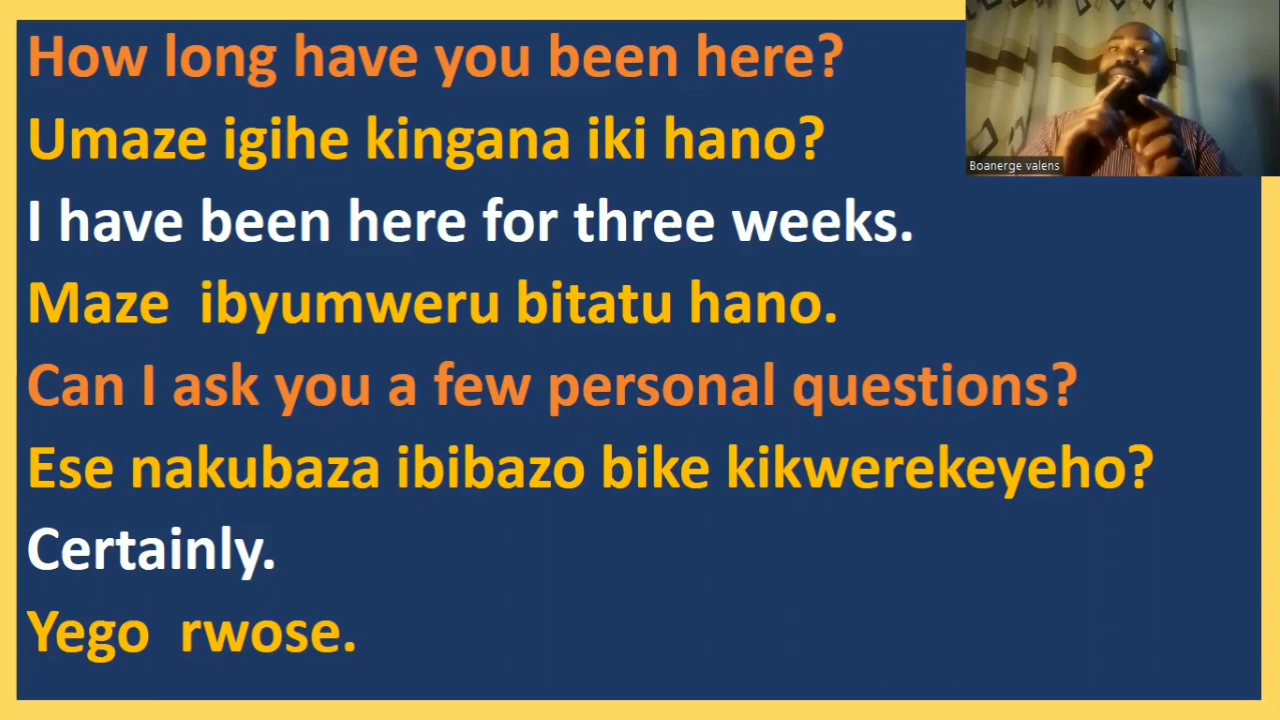 How long have you been here?
Umaze igihe kingana iki hano?
I have been here for three weeks.
Maze ibyumweru bitatu hano.
Can I ask you a few personal questions?
Ese nakubaza ibibazo bike kikwerekeyeho?
Certainly.
Yego rwose.
Boanerge valens